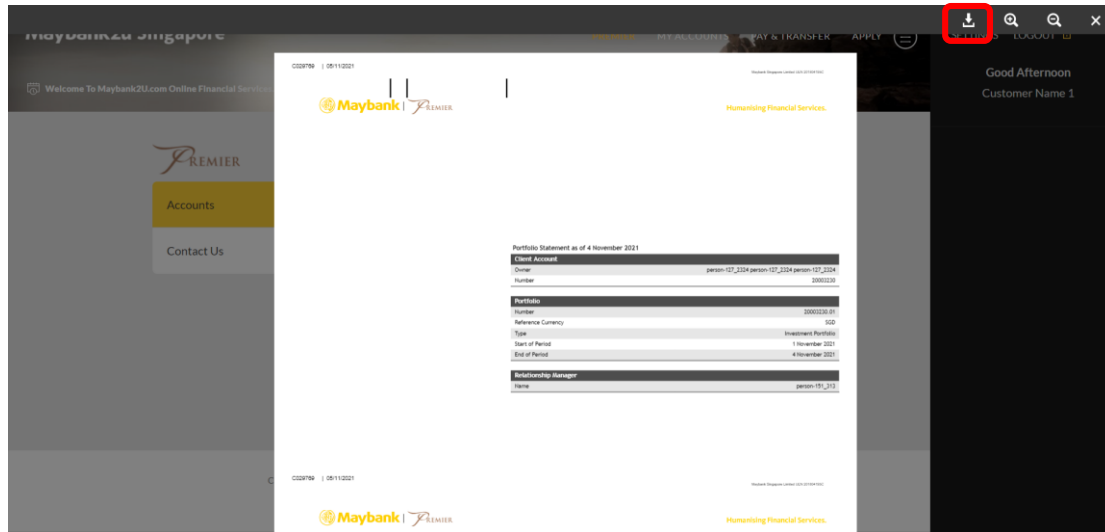 Maybank2u Singapore
MY ACCOUNTS PAY & TRANSFER APPLY SETTINGS LOGOUT
Good Afternoon
Customer Name 1
Welcome To Maybank2U.com Online Financial
PREMIER
Accounts
Contact Us
C029769 | 05/11/2021
Maybank | PREMIER
Humanising Financial Services.
Portfolio Statement as of 4 November 2021
Client Account
Owner person-127_2324 person-127_2324 person-127_2324
Number 20003230
Portfolio
Number 20003230.01
Reference Currency SGD
Type Investment Portfolio
Start of Period 1 November 2021
End of Period 4 November 2021
Relationship Manager
Name person-151_313
C029769 | 05/11/2021
Maybank | PREMIER
Humanising Financial Services.